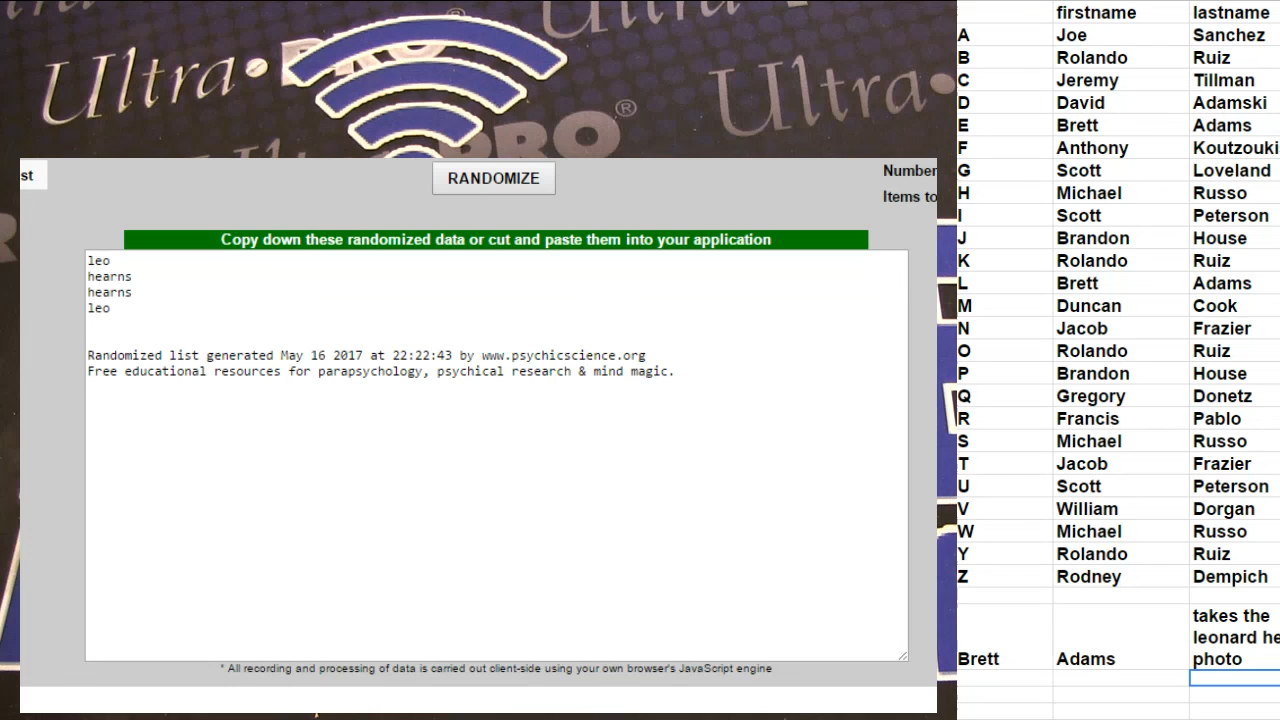 Ultra PRO
Ultra
Ultra PRO®
Ultra
st
RANDOMIZE
Number
Items to
Copy down these randomized data or cut and paste them into your application
leo
hearns
hearns
leo
Randomized list generated May 16 2017 at 22:22:43 by www.psychicscience.org
Free educational resources for parapsychology, psychical research & mind magic.
* All recording and processing of data is carried out client-side using your own browser's JavaScript engine
firstname lastname
A Joe Sanchez
B Rolando Ruiz
C Jeremy Tillman
D David Adamski
E Brett Adams
F Anthony Koutzouki
G Scott Loveland
H Michael Russo
I Scott Peterson
J Brandon House
K Rolando Ruiz
L Brett Adams
M Duncan Cook
N Jacob Frazier
O Rolando Ruiz
P Brandon House
Q Gregory Donetz
R Francis Pablo
S Michael Russo
T Jacob Frazier
U Scott Peterson
V William Dorgan
W Michael Russo
Y Rolando Ruiz
Z Rodney Dempich
takes the
leonard he
Brett Adams photo